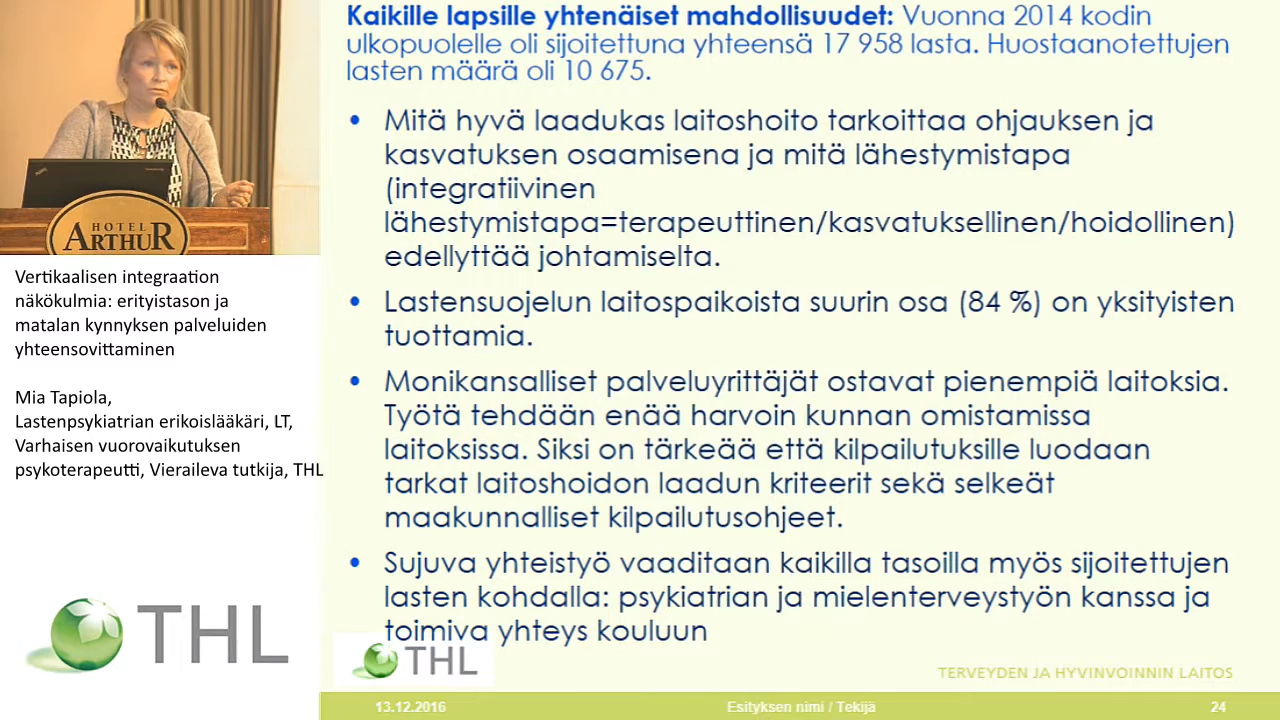 HOTEL
ARTHUR
Vertikaalisen integraation
näkökulmia: erityistason ja
matalan kynnyksen palveluiden
yhteensovittaminen
Mia Tapiola,
Lastenpsykiatrian erikoislääkäri, LT,
Varhaisen vuorovaikutuksen
psykoterapeutti, Vieraileva tutkija, THL
THL
Kaikille lapsille yhtenäiset mahdollisuudet: Vuonna 2014 kodin
ulkopuolelle oli sijoitettuna yhteensä 17 958 lasta. Huostaanotettujen
lasten määrä oli 10 675.
• Mitä hyvä laadukas laitoshoito tarkoittaa ohjauksen ja
kasvatuksen osaamisena ja mitä lähestymistapa
(integratiivinen
lähestymistapa=terapeuttinen/kasvatuksellinen/hoidollinen)
edellyttää johtamiselta.
• Lastensuojelun laitospaikoista suurin osa (84 %) on yksityisten
tuottamia.
• Monikansalliset palveluyrittäjät ostavat pienempiä laitoksia.
Työtä tehdään enää harvoin kunnan omistamissa
laitoksissa. Siksi on tärkeää että kilpailutuksille luodaan
tarkat laitoshoidon laadun kriteerit sekä selkeät
maakunnalliset kilpailutusohjeet.
• Sujuva yhteistyö vaaditaan kaikilla tasoilla myös sijoitettujen
lasten kohdalla: psykiatrian ja mielenterveystyön kanssa ja
toimiva yhteys kouluun
THL
TERVEYDEN JA HYVINVOINNIN LAITOS
13.12.2016
Esityksen nimi / Tekijä
24